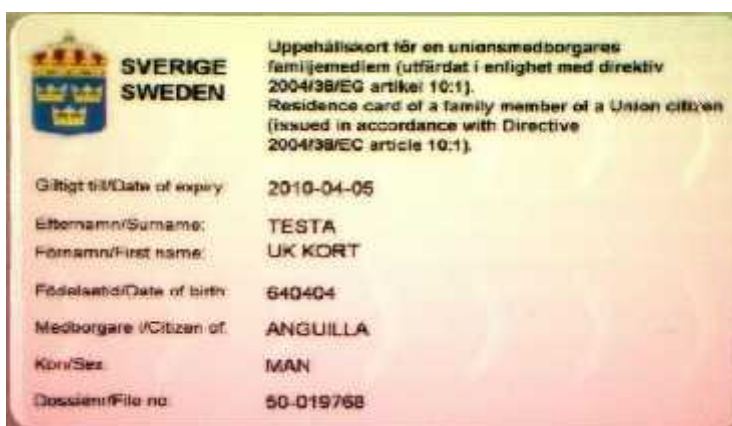 SVERIGE
SWEDEN
Uppehållskort för en unionsmedborgares
familjemedlem (utfärdat i enlighet med direktiv
2004/38/EG artikel 10:1).
Residence card of a family member of a Union citizen
(issued in accordance with Directive
2004/38/EC article 10:1).
Giltigt till/Date of expiry: 2010-04-05
Efternamn/Surname: TESTA
Förnamn/First name: UK KORT
Födelsetid/Date of birth: 640404
Medborgare i/Citizen of: ANGUILLA
Kön/Sex: MAN
Dossiernr/File no: 50-019768